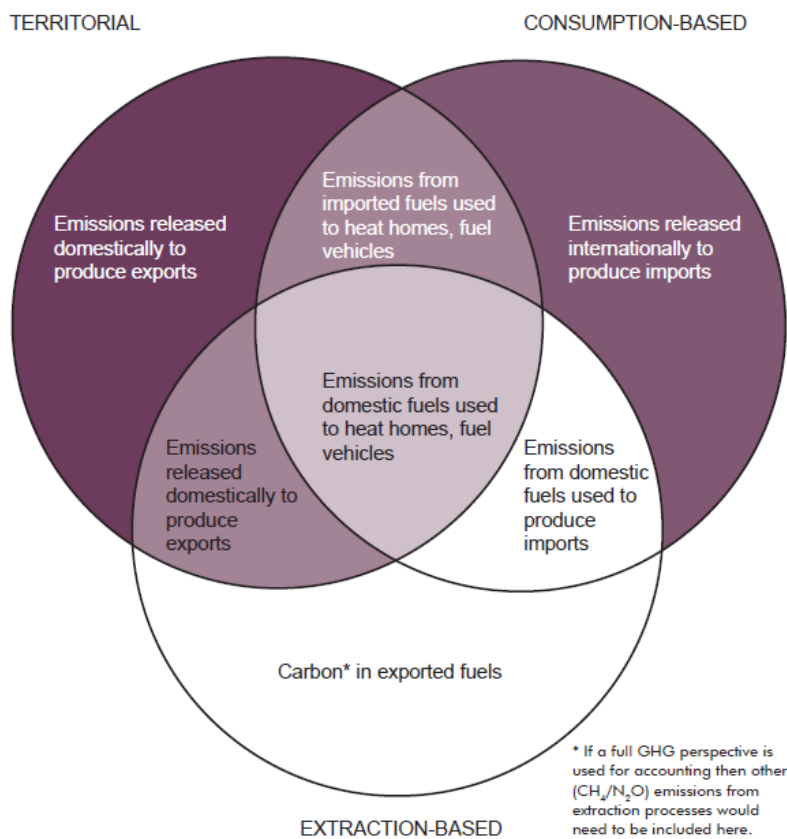 TERRITORIAL
CONSUMPTION-BASED
Emissions from
imported fuels used
to heat homes, fuel
vehicles
Emissions released
domestically to
produce exports
Emissions released
internationally to
produce imports
Emissions from
domestic fuels used
to heat homes, fuel
vehicles
Emissions
released
domestically to
produce
exports
Emissions
from domestic
fuels used to
produce
imports
Carbon* in exported fuels
* If a full GHG perspective is
used for accounting then other
(CH₄/N₂O) emissions from
extraction processes would
need to be included here.
EXTRACTION-BASED